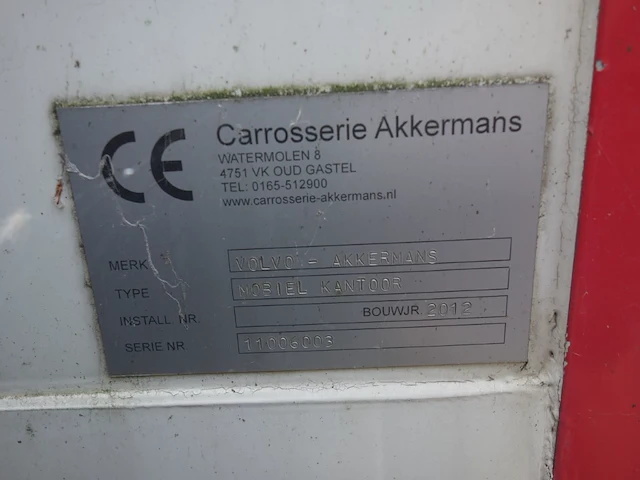 CE Carrosserie Akkermans
WATERMOLEN 8
4751 VK OUD GASTEL
TEL: 0165-512900
www.carrosserie-akkermans.nl
MERK VOLVO - AKKERMANS
TYPE MOBIEL KANTOOR
INSTALL NR. BOUWJR. 2012
SERIE NR. 11006003